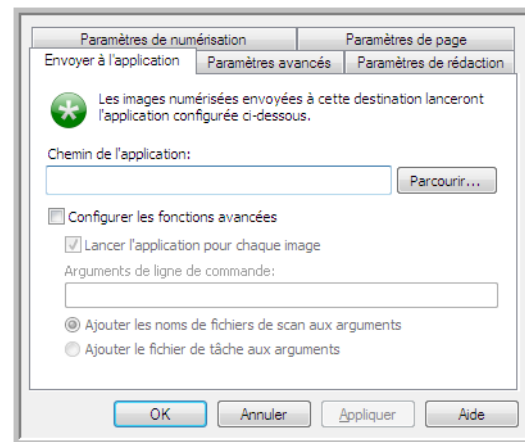 Paramètres de numérisation
Paramètres de page
Envoyer à l'application
Paramètres avancés
Paramètres de rédaction
Les images numérisées envoyées à cette destination lanceront
l'application configurée ci-dessous.
Chemin de l'application:
Parcourir...
Configurer les fonctions avancées
Lancer l'application pour chaque image
Arguments de ligne de commande:
Ajouter les noms de fichiers de scan aux arguments
Ajouter le fichier de tâche aux arguments
OK
Annuler
Appliquer
Aide